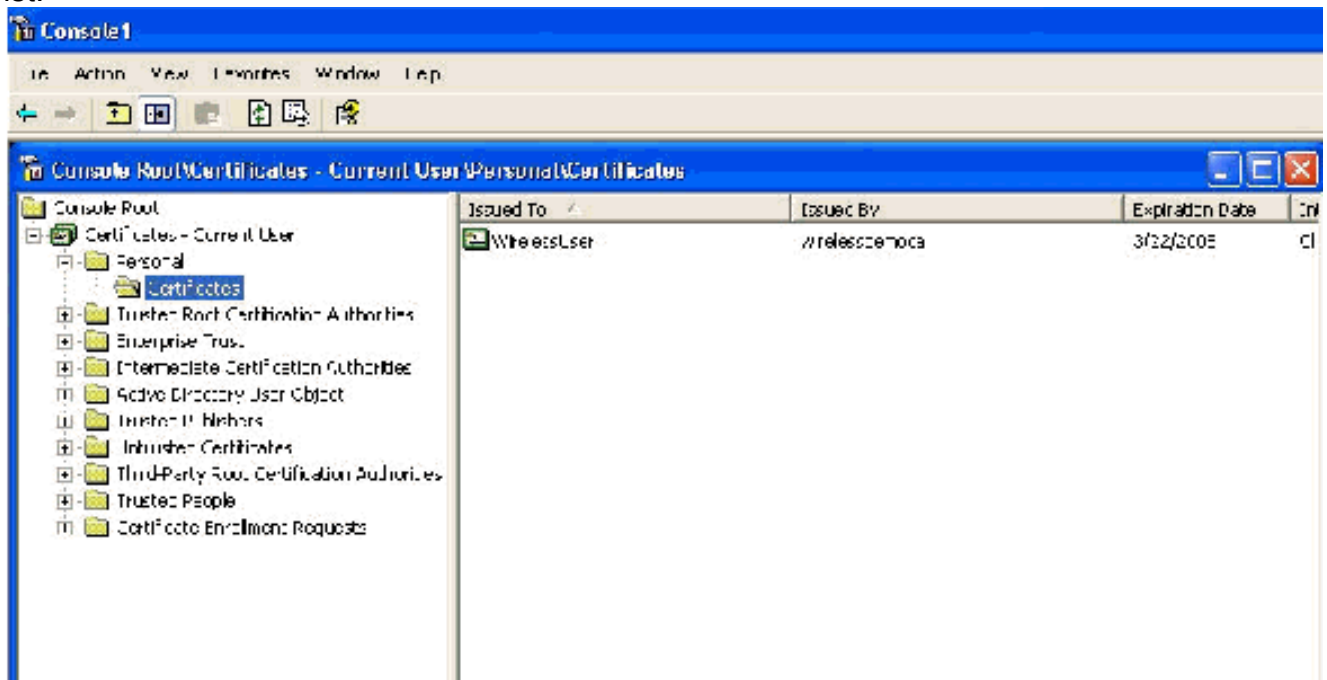 Console1
Action View Favorites Window Help
Console Root\Certificates - Current User\Personal\Certificates
Console Root
Certificates - Current User
Personal
Certificates
Trusted Root Certification Authorities
Enterprise Trust
Intermediate Certification Authorities
Active Directory User Object
Trusted Publishers
Untrusted Certificates
Third-Party Root Certification Authorities
Trusted People
Certificate Enrollment Requests
Issued To Issued By Expiration Date
WirelessUser wirelessdemoca